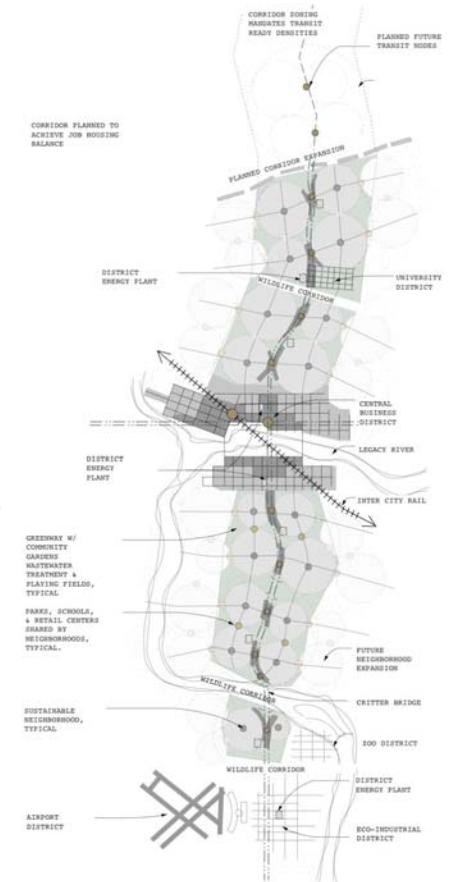 CORRIDOR ZONING
MANDATES TRANSIT
READY DENSITIES
PLANNED FUTURE
TRANSIT NODES
CORRIDOR PLANNED TO
ACHIEVE JOB HOUSING
BALANCE
PLANNED CORRIDOR EXPANSION
DISTRICT
ENERGY PLANT
UNIVERSITY
DISTRICT
WILDLIFE CORRIDOR
CENTRAL
BUSINESS
DISTRICT
LEGACY RIVER
DISTRICT
ENERGY
PLANT
INTER CITY RAIL
GREENWAY W/
COMMUNITY
GARDENS
WASTEWATER
TREATMENT &
PLAYING FIELDS,
TYPICAL
PARKS, SCHOOLS,
& RETAIL CENTERS
SHARED BY
NEIGHBORHOODS,
TYPICAL.
FUTURE
NEIGHBORHOOD
EXPANSION
WILDLIFE CORRIDOR
CRITTER BRIDGE
SUSTAINABLE
NEIGHBORHOOD,
TYPICAL
ZOO DISTRICT
WILDLIFE CORRIDOR
DISTRICT
ENERGY PLANT
AIRPORT
DISTRICT
ECO-INDUSTRIAL
DISTRICT